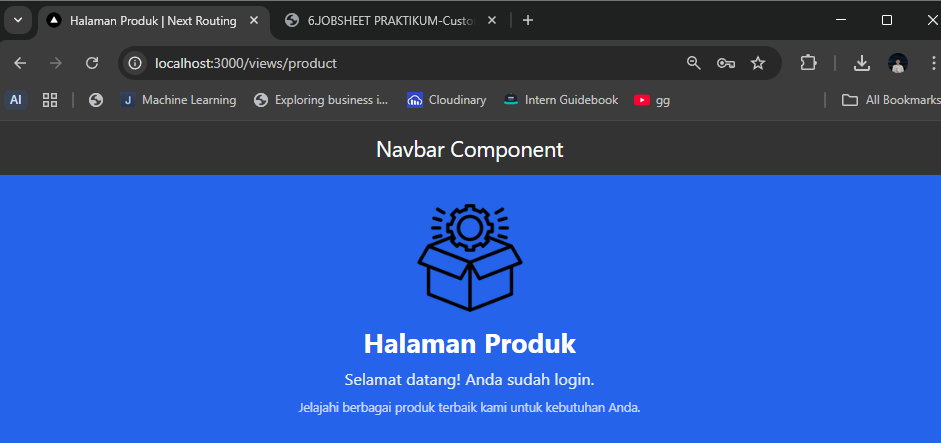 Halaman Produk | Next Routing
6.JOBSHEET PRAKTIKUM-Custo
localhost:3000/views/product
AI
J Machine Learning
Exploring business i...
Cloudinary
Intern Guidebook
gg
All Bookmarks
Navbar Component
Halaman Produk
Selamat datang! Anda sudah login.
Jelajahi berbagai produk terbaik kami untuk kebutuhan Anda.